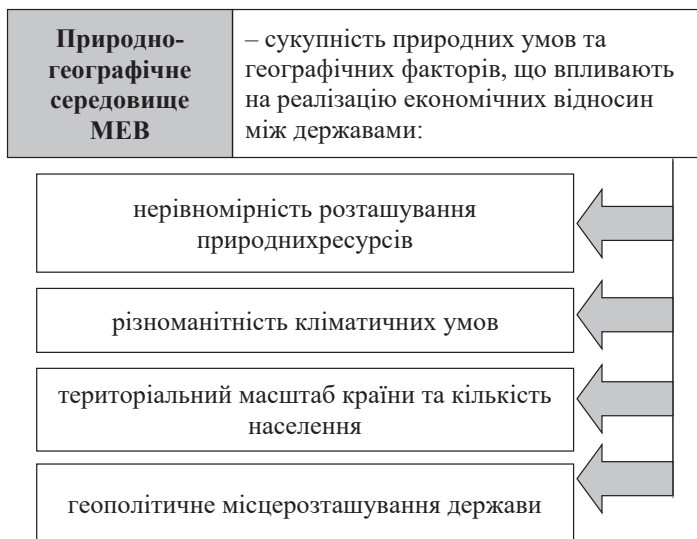 Природно-
географічне
середовище
МЕВ
– сукупність природних умов та
географічних факторів, що впливають
на реалізацію економічних відносин
між державами:
нерівномірність розташування
природнихресурсів
різноманітність кліматичних умов
територіальний масштаб країни та кількість
населення
геополітичне місцерозташування держави